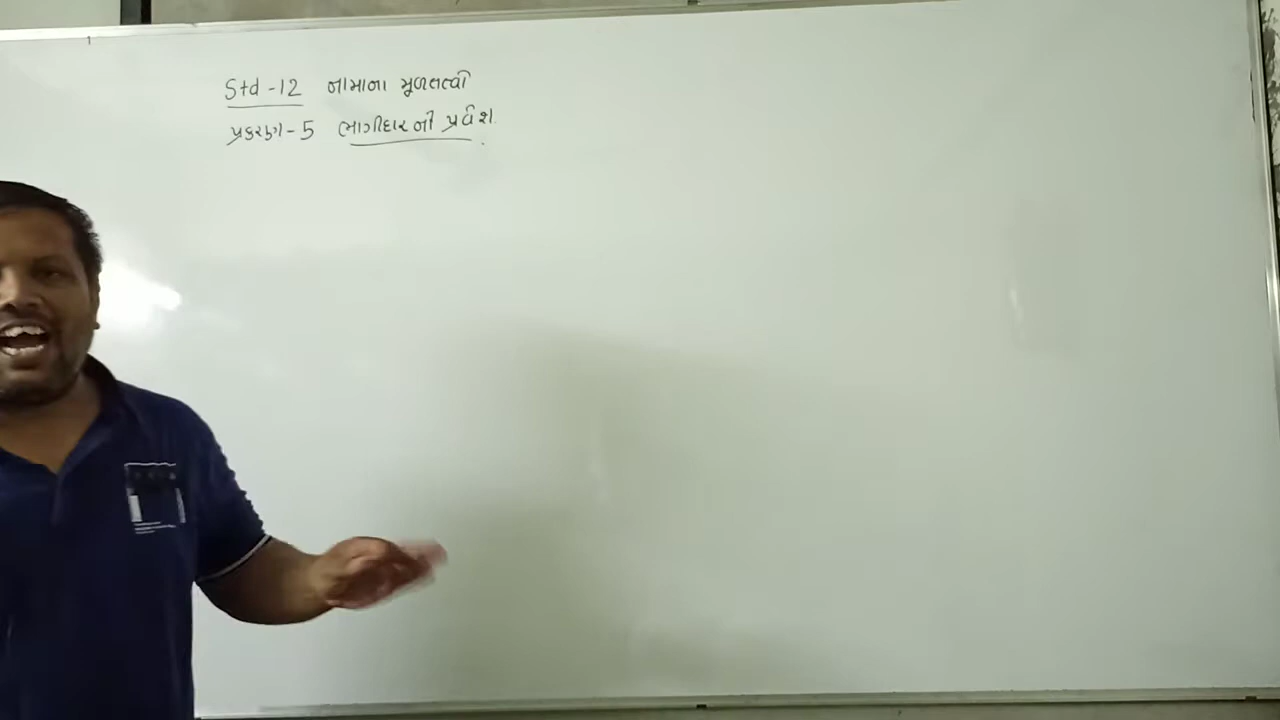 Std - 12 નામાના મૂળતત્વો
પ્રકરણ - 5 ભાગીદારનો પ્રવેશ.